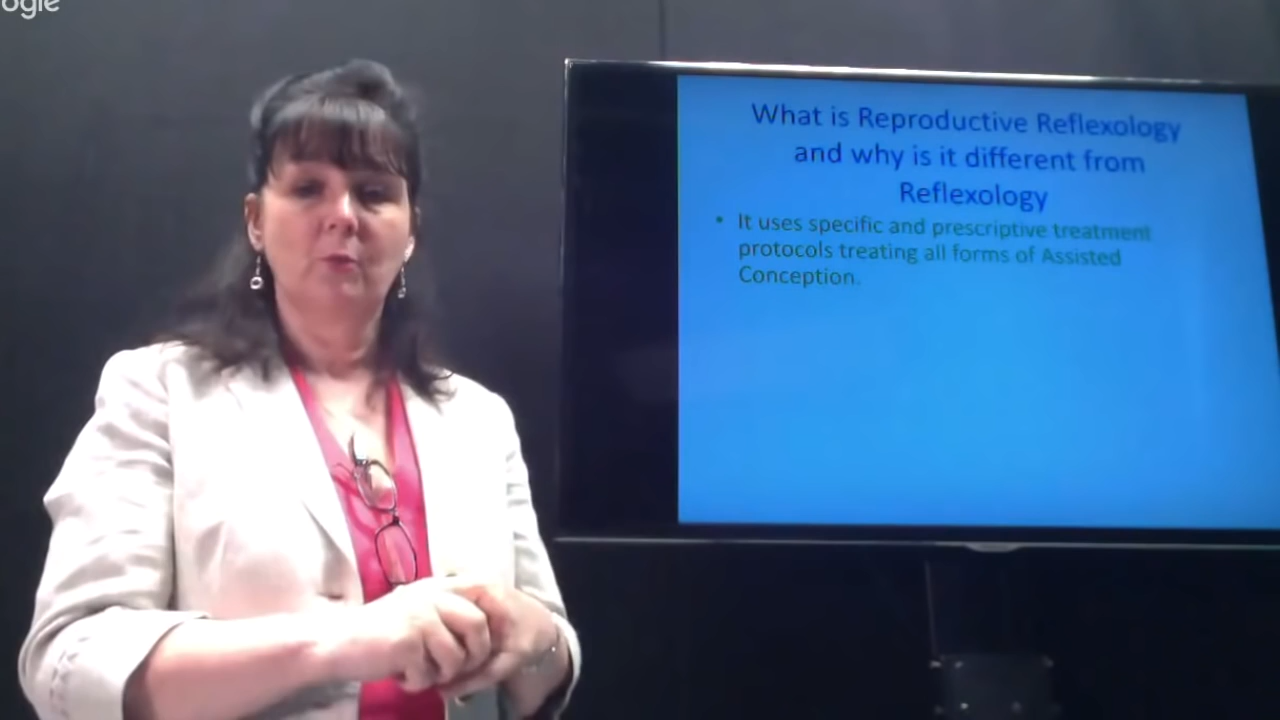 ogle
What is Reproductive Reflexology
and why is it different from
Reflexology
• It uses specific and prescriptive treatment
protocols treating all forms of Assisted
Conception.